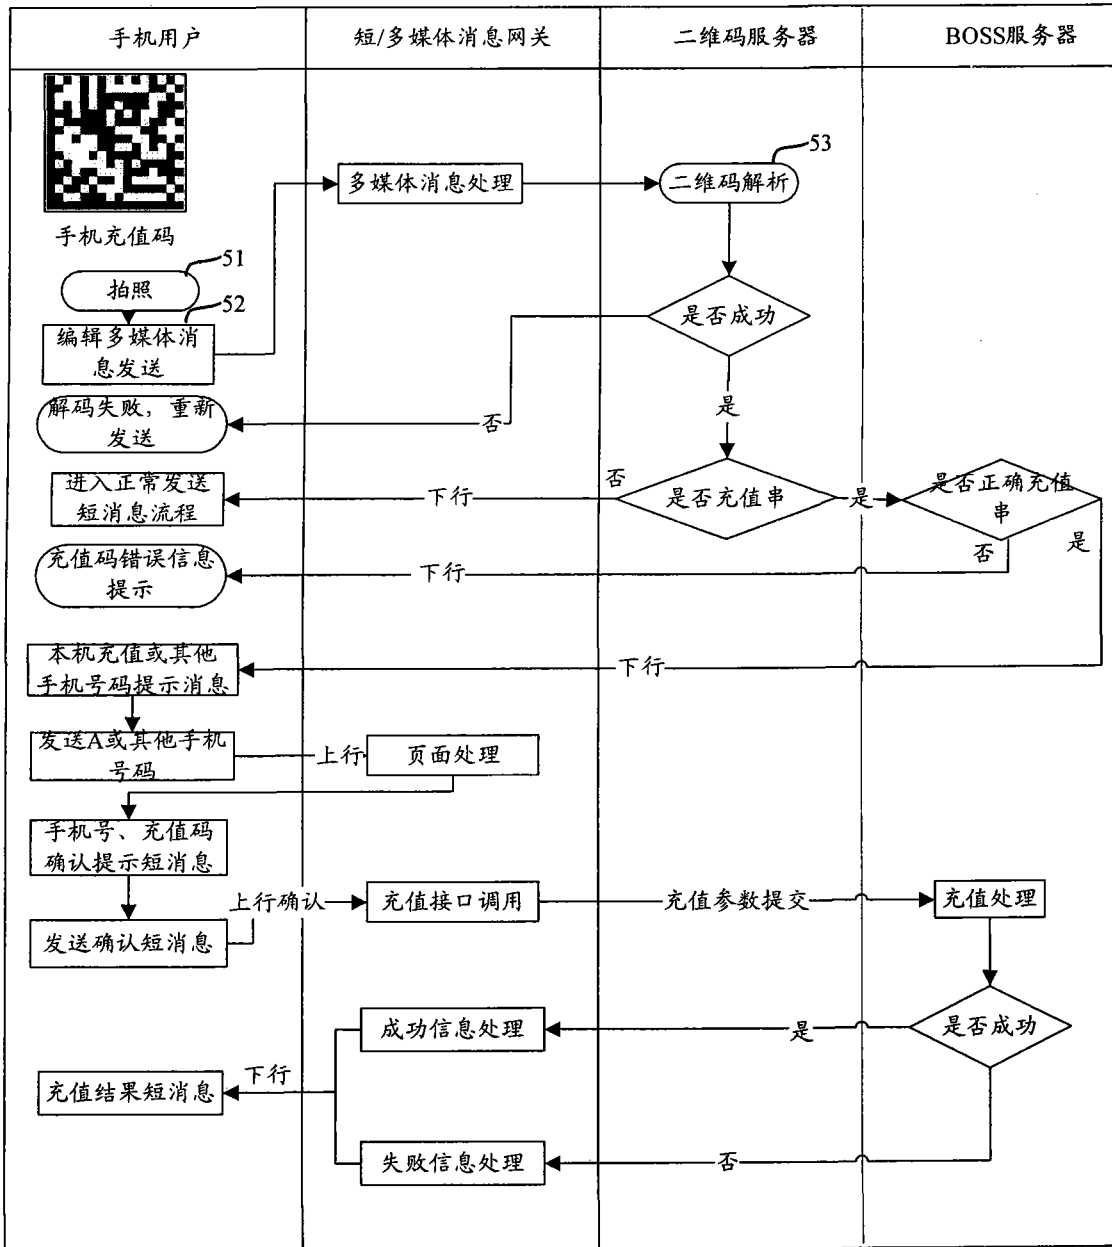 手机用户
短/多媒体消息网关
二维码服务器
BOSS服务器
53
多媒体消息处理
二维码解析
手机充值码
51
拍照
52
编辑多媒体消
息发送
是否成功
是
解码失败，重新
发送
否
进入正常发送
短消息流程
下行
否
是否充值串
是
是否正确充值
串
否
是
充值码错误信息
提示
下行
本机充值或其他
手机号码提示消息
下行
发送A或其他手机
号码
上行
页面处理
手机号、充值码
确认提示短消息
上行确认
充值接口调用
充值参数提交
充值处理
发送确认短消息
成功信息处理
是
是否成功
充值结果短消息
下行
失败信息处理
否